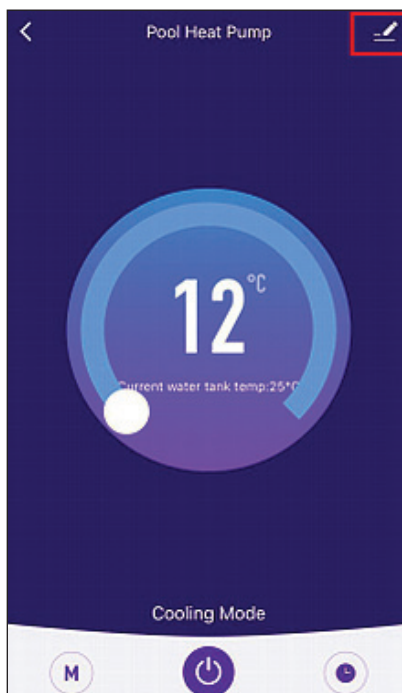 Pool Heat Pump
12°C
Current water tank temp:25°C
Cooling Mode
M